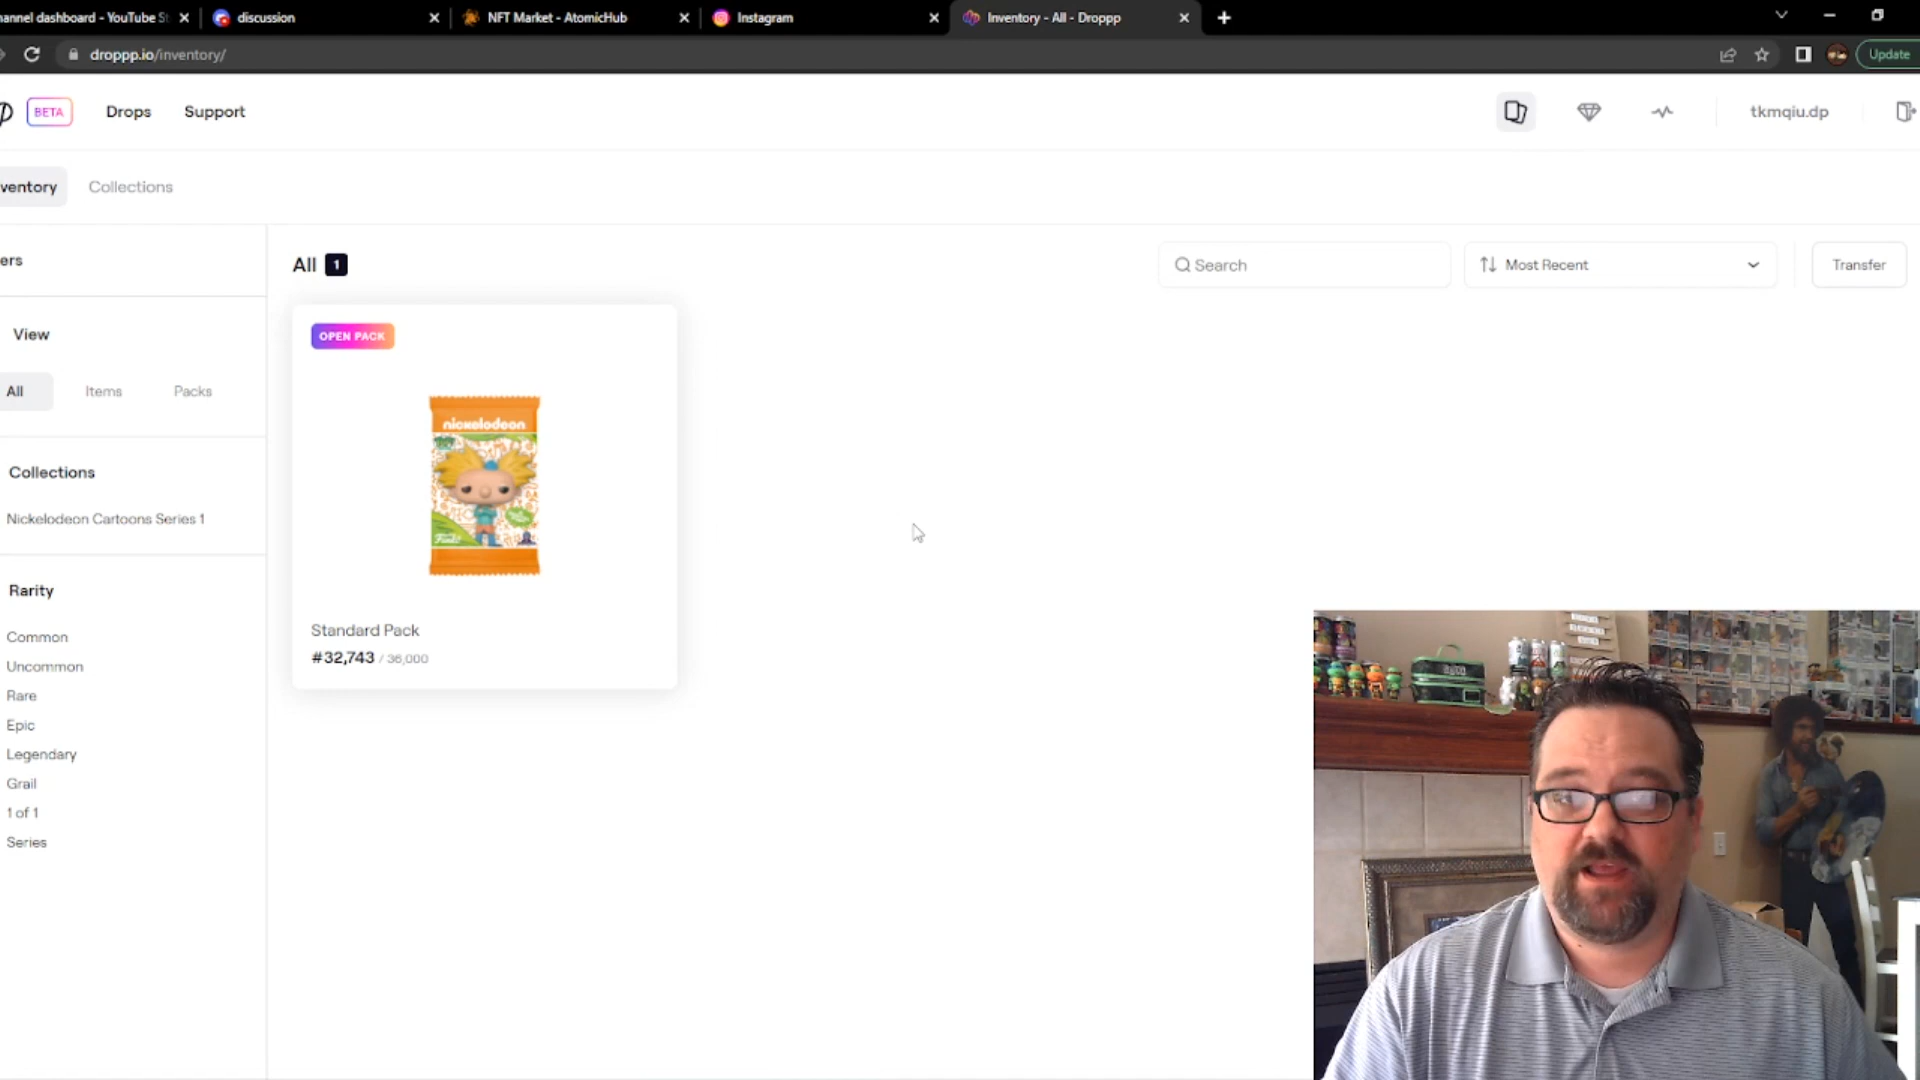 annel dashboard - YouTube St
discussion
NFT Market - AtomicHub
Instagram
Inventory - All - Droppp
droppp.io/inventory/
Update
BETA
Drops
Support
tkmqiu.dp
ventory
Collections
ers
All 1
Search
Most Recent
Transfer
View
OPEN PACK
All
Items
Packs
nickelodeon
Funko
Collections
Nickelodeon Cartoons Series 1
Rarity
Common
Uncommon
Rare
Epic
Legendary
Grail
1 of 1
Series
Standard Pack
#32,743 / 36,000